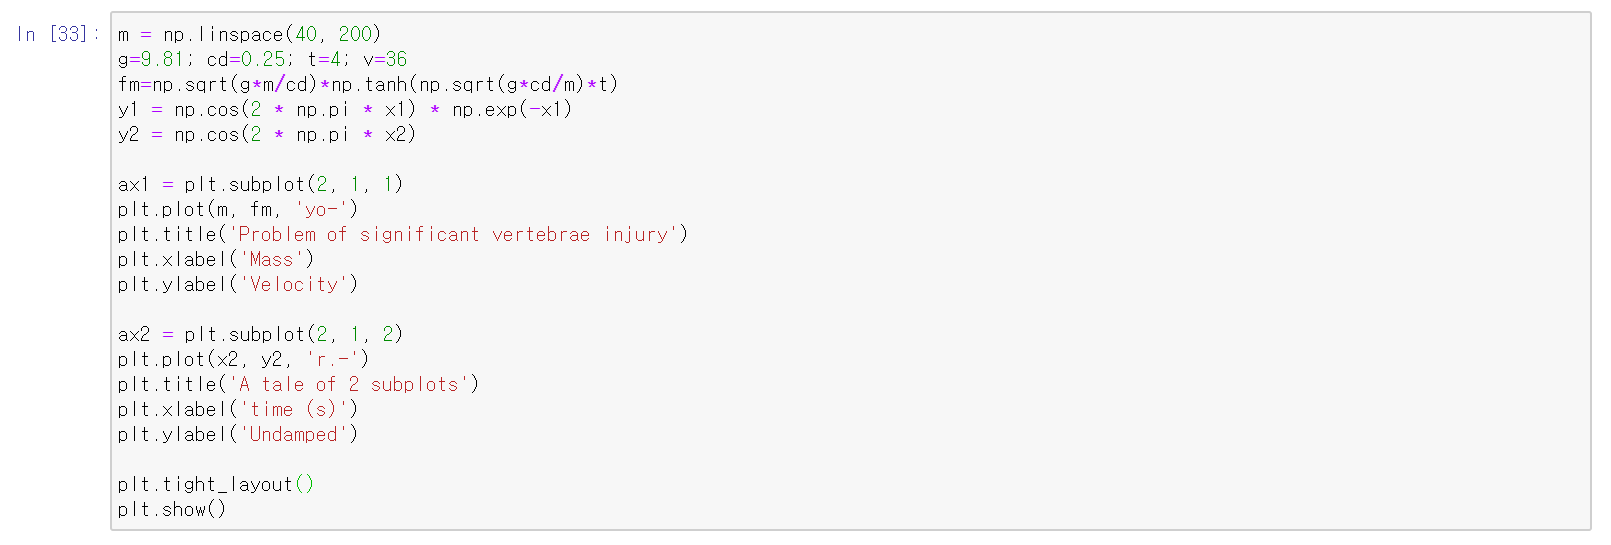 In [33]: m = np.linspace(40, 200)
g=9.81; cd=0.25; t=4; v=36
fm=np.sqrt(g*m/cd)*np.tanh(np.sqrt(g*cd/m)*t)
y1 = np.cos(2 * np.pi * x1) * np.exp(-x1)
y2 = np.cos(2 * np.pi * x2)
ax1 = plt.subplot(2, 1, 1)
plt.plot(m, fm, 'yo-')
plt.title('Problem of significant vertebrae injury')
plt.xlabel('Mass')
plt.ylabel('Velocity')
ax2 = plt.subplot(2, 1, 2)
plt.plot(x2, y2, 'r.-')
plt.title('A tale of 2 subplots')
plt.xlabel('time (s)')
plt.ylabel('Undamped')
plt.tight_layout()
plt.show()